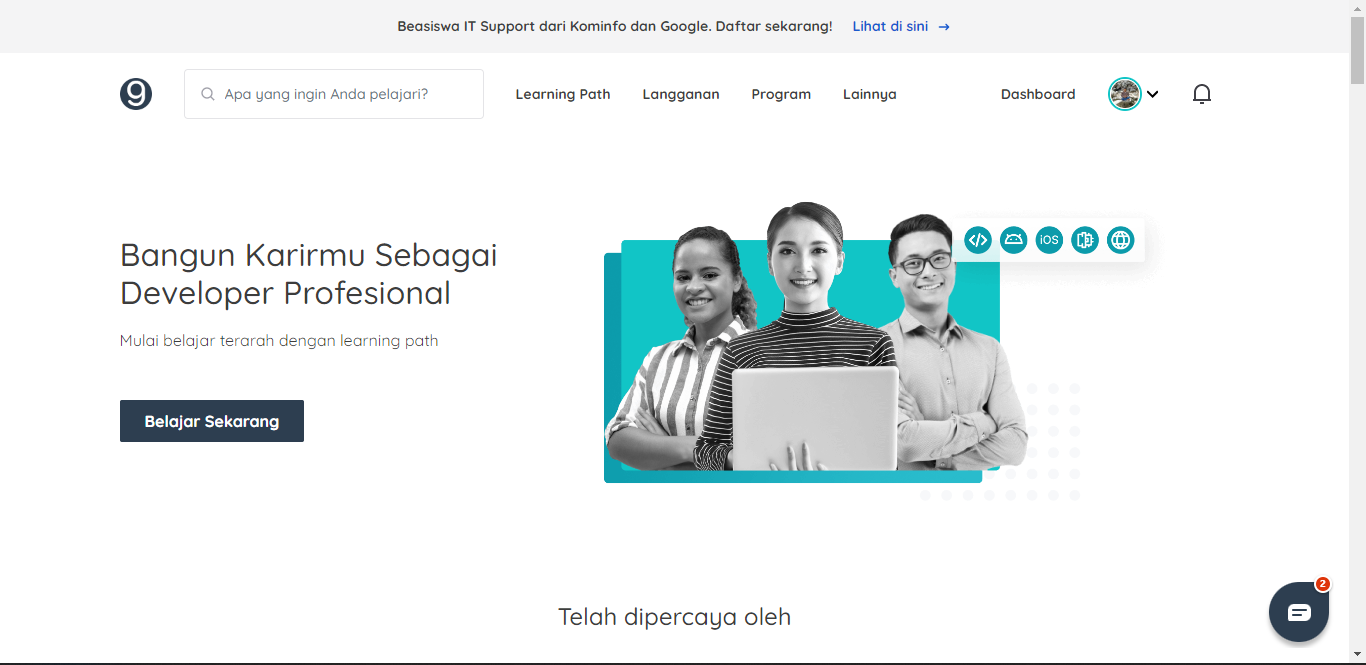 Beasiswa IT Support dari Kominfo dan Google. Daftar sekarang! Lihat di sini →
9 Apa yang ingin Anda pelajari? Learning Path Langganan Program Lainnya Dashboard
Bangun Karirmu Sebagai
Developer Profesional
Mulai belajar terarah dengan learning path
Belajar Sekarang
iOS
Telah dipercaya oleh
2